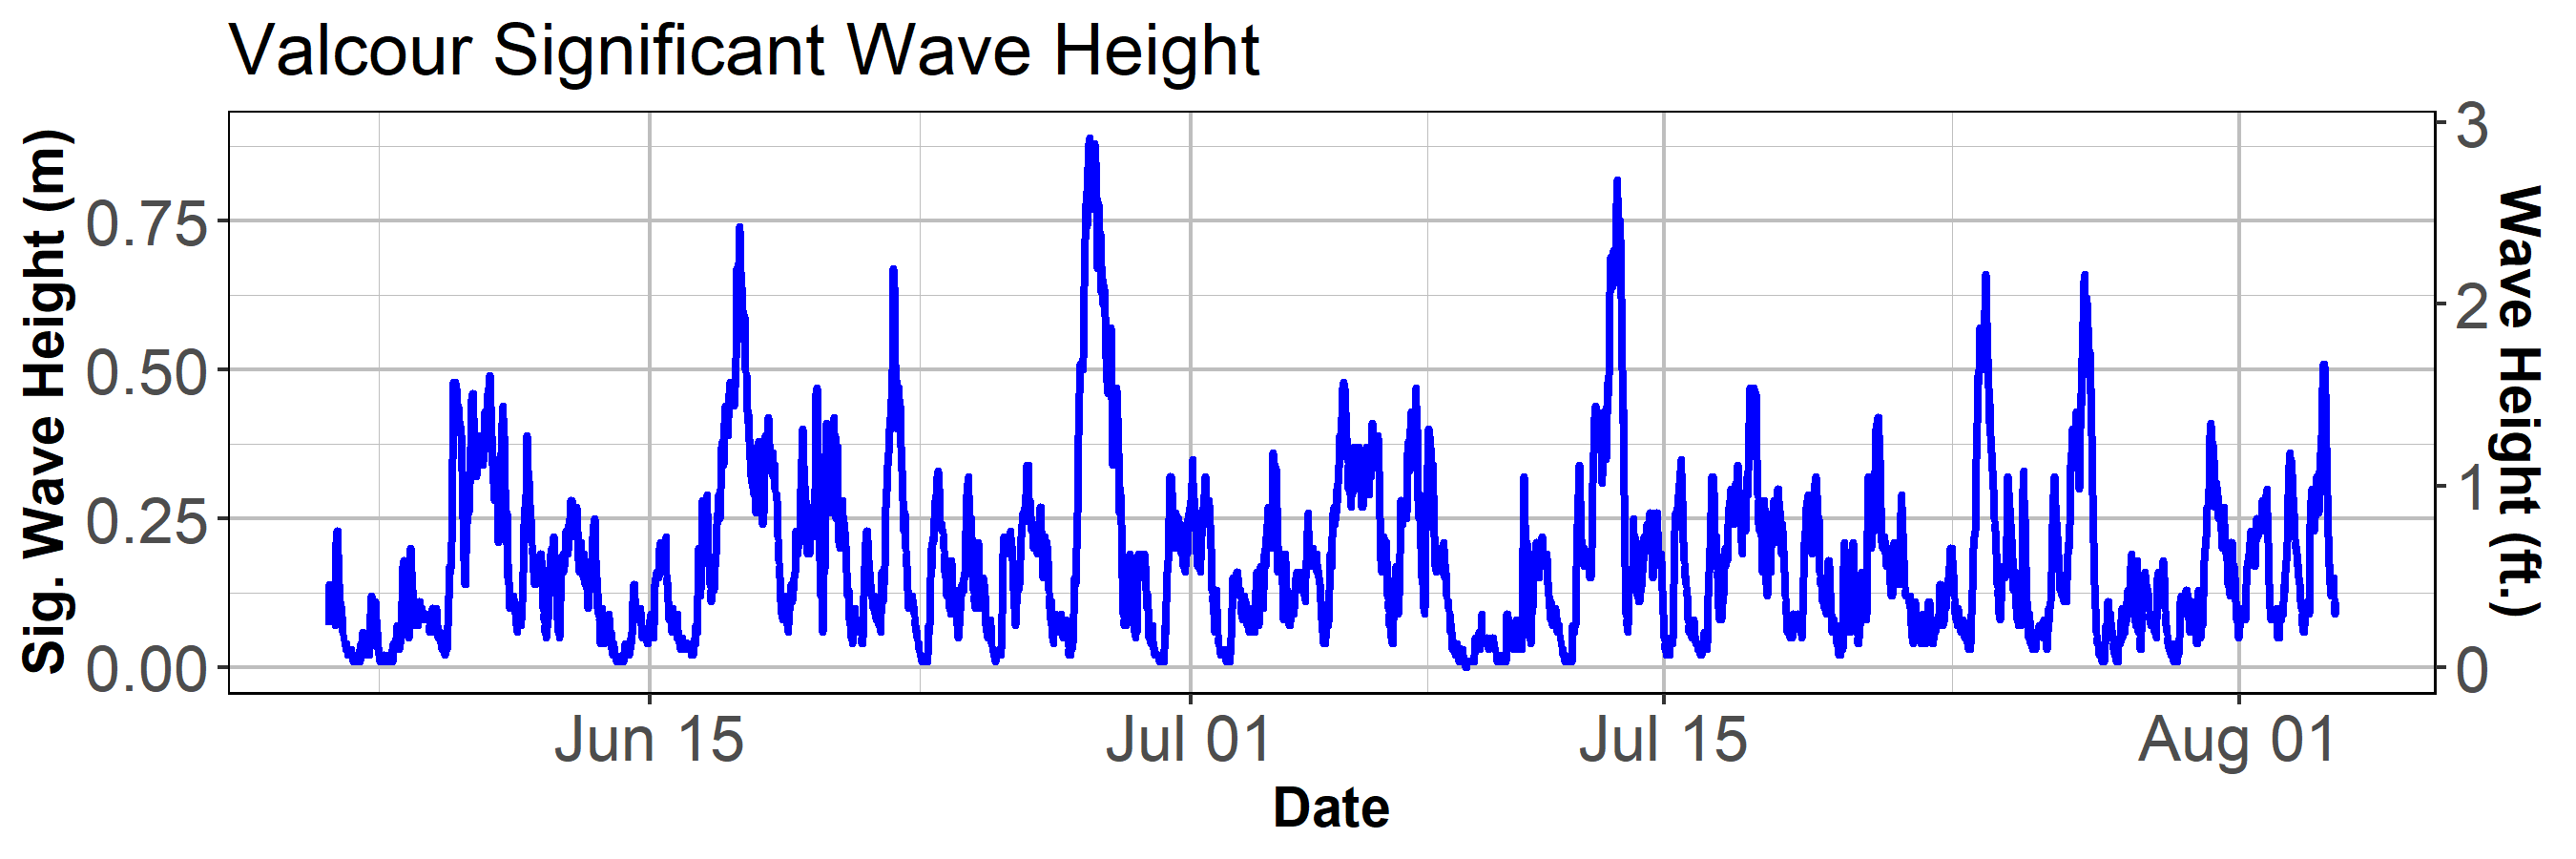 Valcour Significant Wave Height
Sig. Wave Height (m)
0.75
0.50
0.25
0.00
3
2
1
0
Wave Height (ft.)
Jun 15
Jul 01
Jul 15
Aug 01
Date